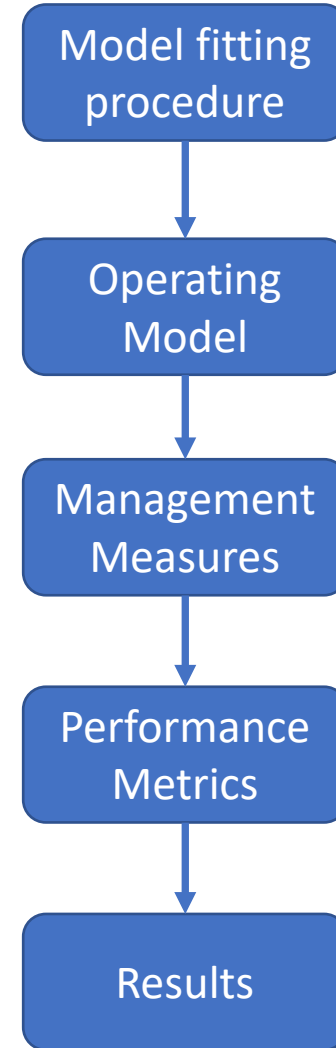 Model fitting
procedure
Operating
Model
Management
Measures
Performance
Metrics
Results